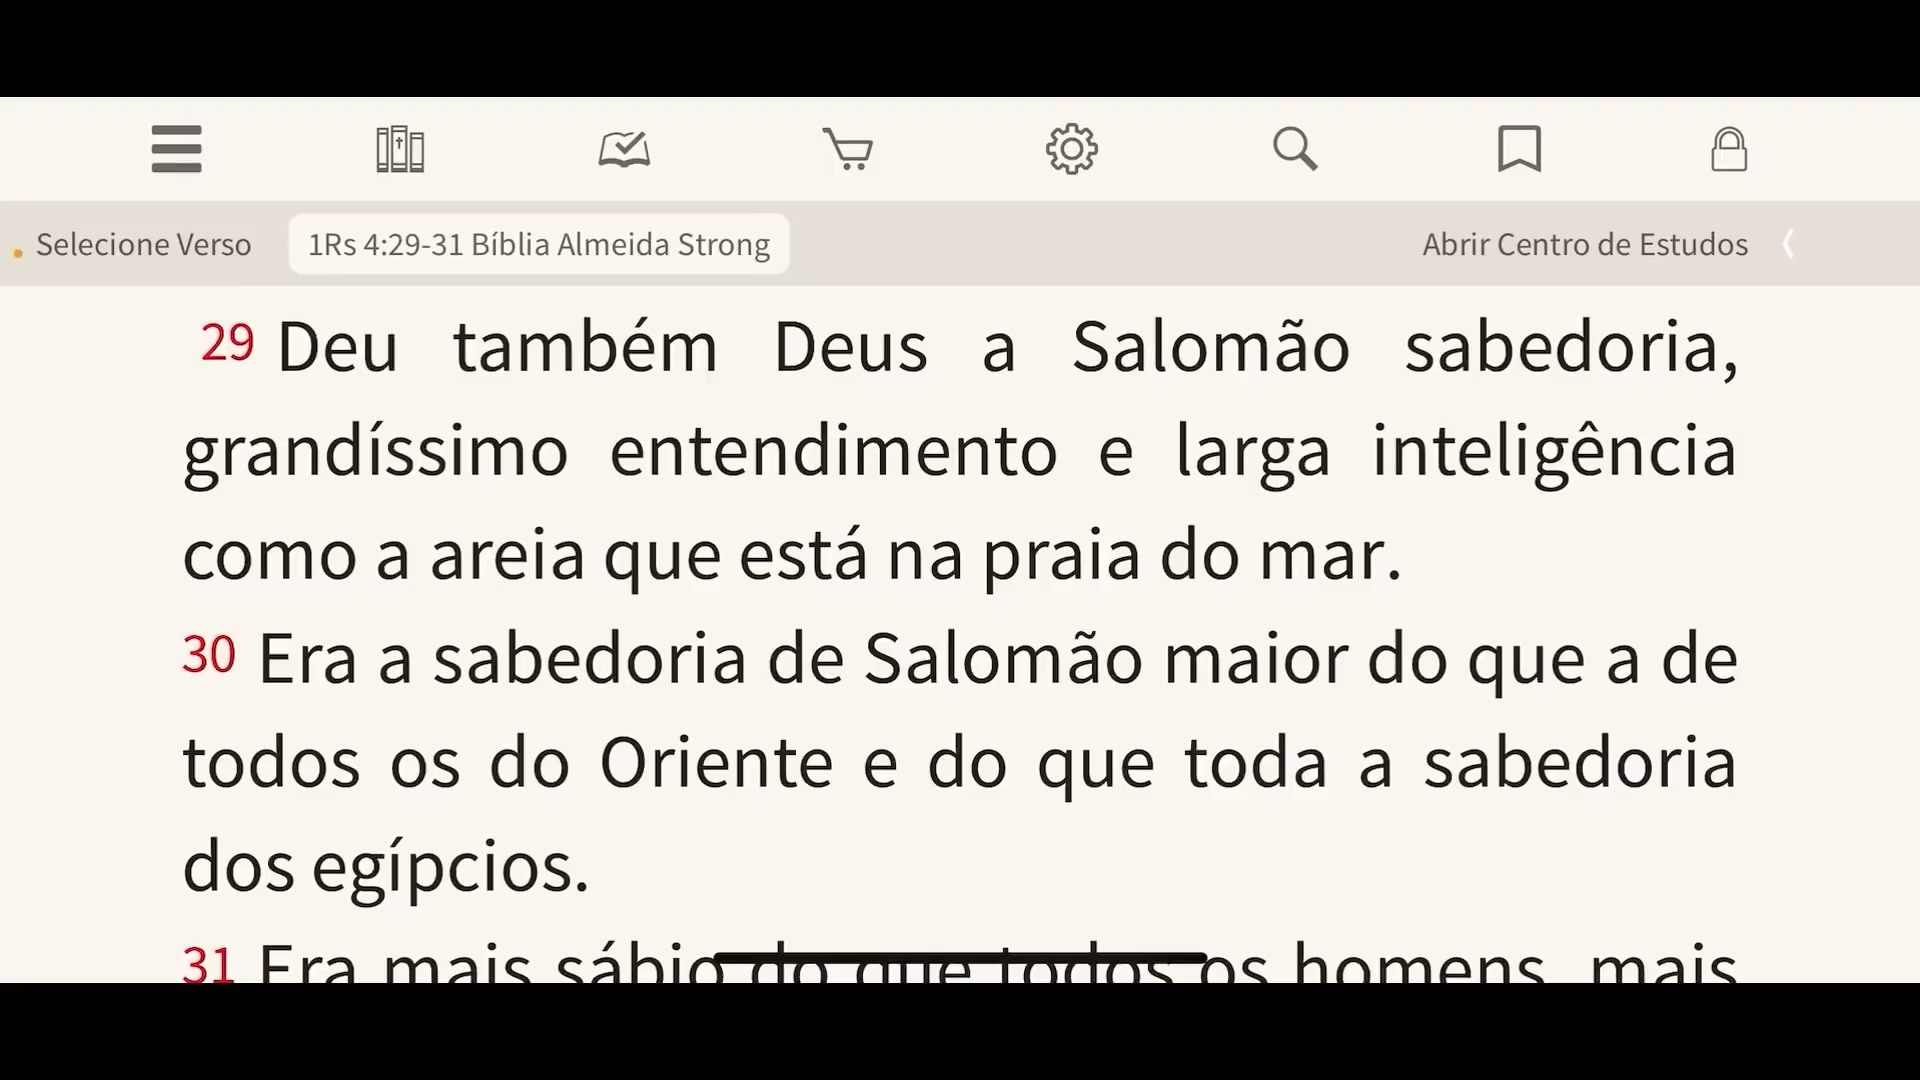 Selecione Verso
1Rs 4:29-31 Bíblia Almeida Strong
Abrir Centro de Estudos
29 Deu também Deus a Salomão sabedoria,
grandíssimo entendimento e larga inteligência
como a areia que está na praia do mar.
30 Era a sabedoria de Salomão maior do que a de
todos os do Oriente e do que toda a sabedoria
dos egípcios.
31 Era mais sábio do que todos os homens, mais